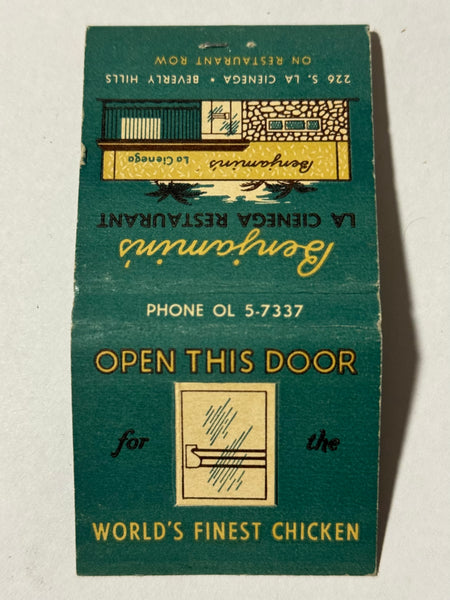 Benjamin's
LA CIENEGA RESTAURANT
Benjamin's
La Cienega
226 S. LA CIENEGA • BEVERLY HILLS
ON RESTAURANT ROW
PHONE OL 5-7337
OPEN THIS DOOR
for the
WORLD'S FINEST CHICKEN